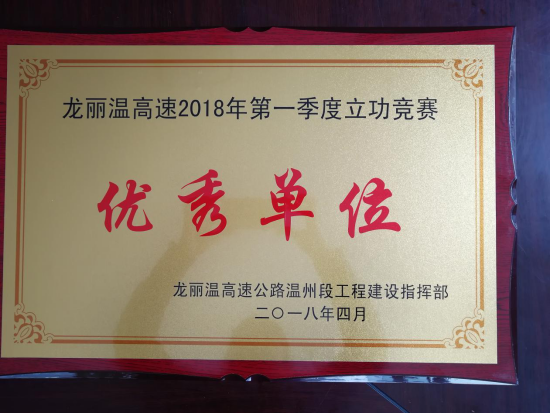 龙丽温高速2018年第一季度立功竞赛
优秀单位
龙丽温高速公路温州段工程建设指挥部
二〇一八年四月